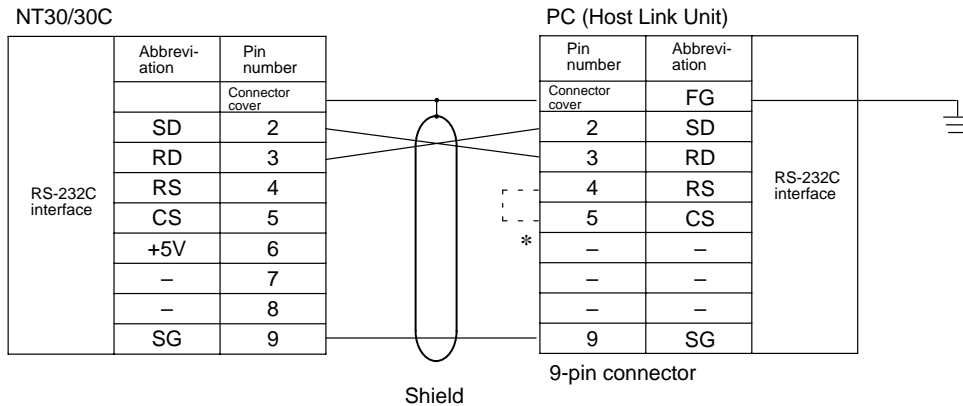 NT30/30C
PC (Host Link Unit)
Abbrevi-
ation
Pin
number
Pin
number
Abbrevi-
ation
Connector
cover
Connector
cover
FG
SD 2 2 SD
RD 3 3 RD
RS-232C
interface
RS 4 4 RS
RS-232C
interface
CS 5 5 CS
+5V 6 * – –
– 7 – –
– 8 – –
SG 9 9 SG
9-pin connector
Shield